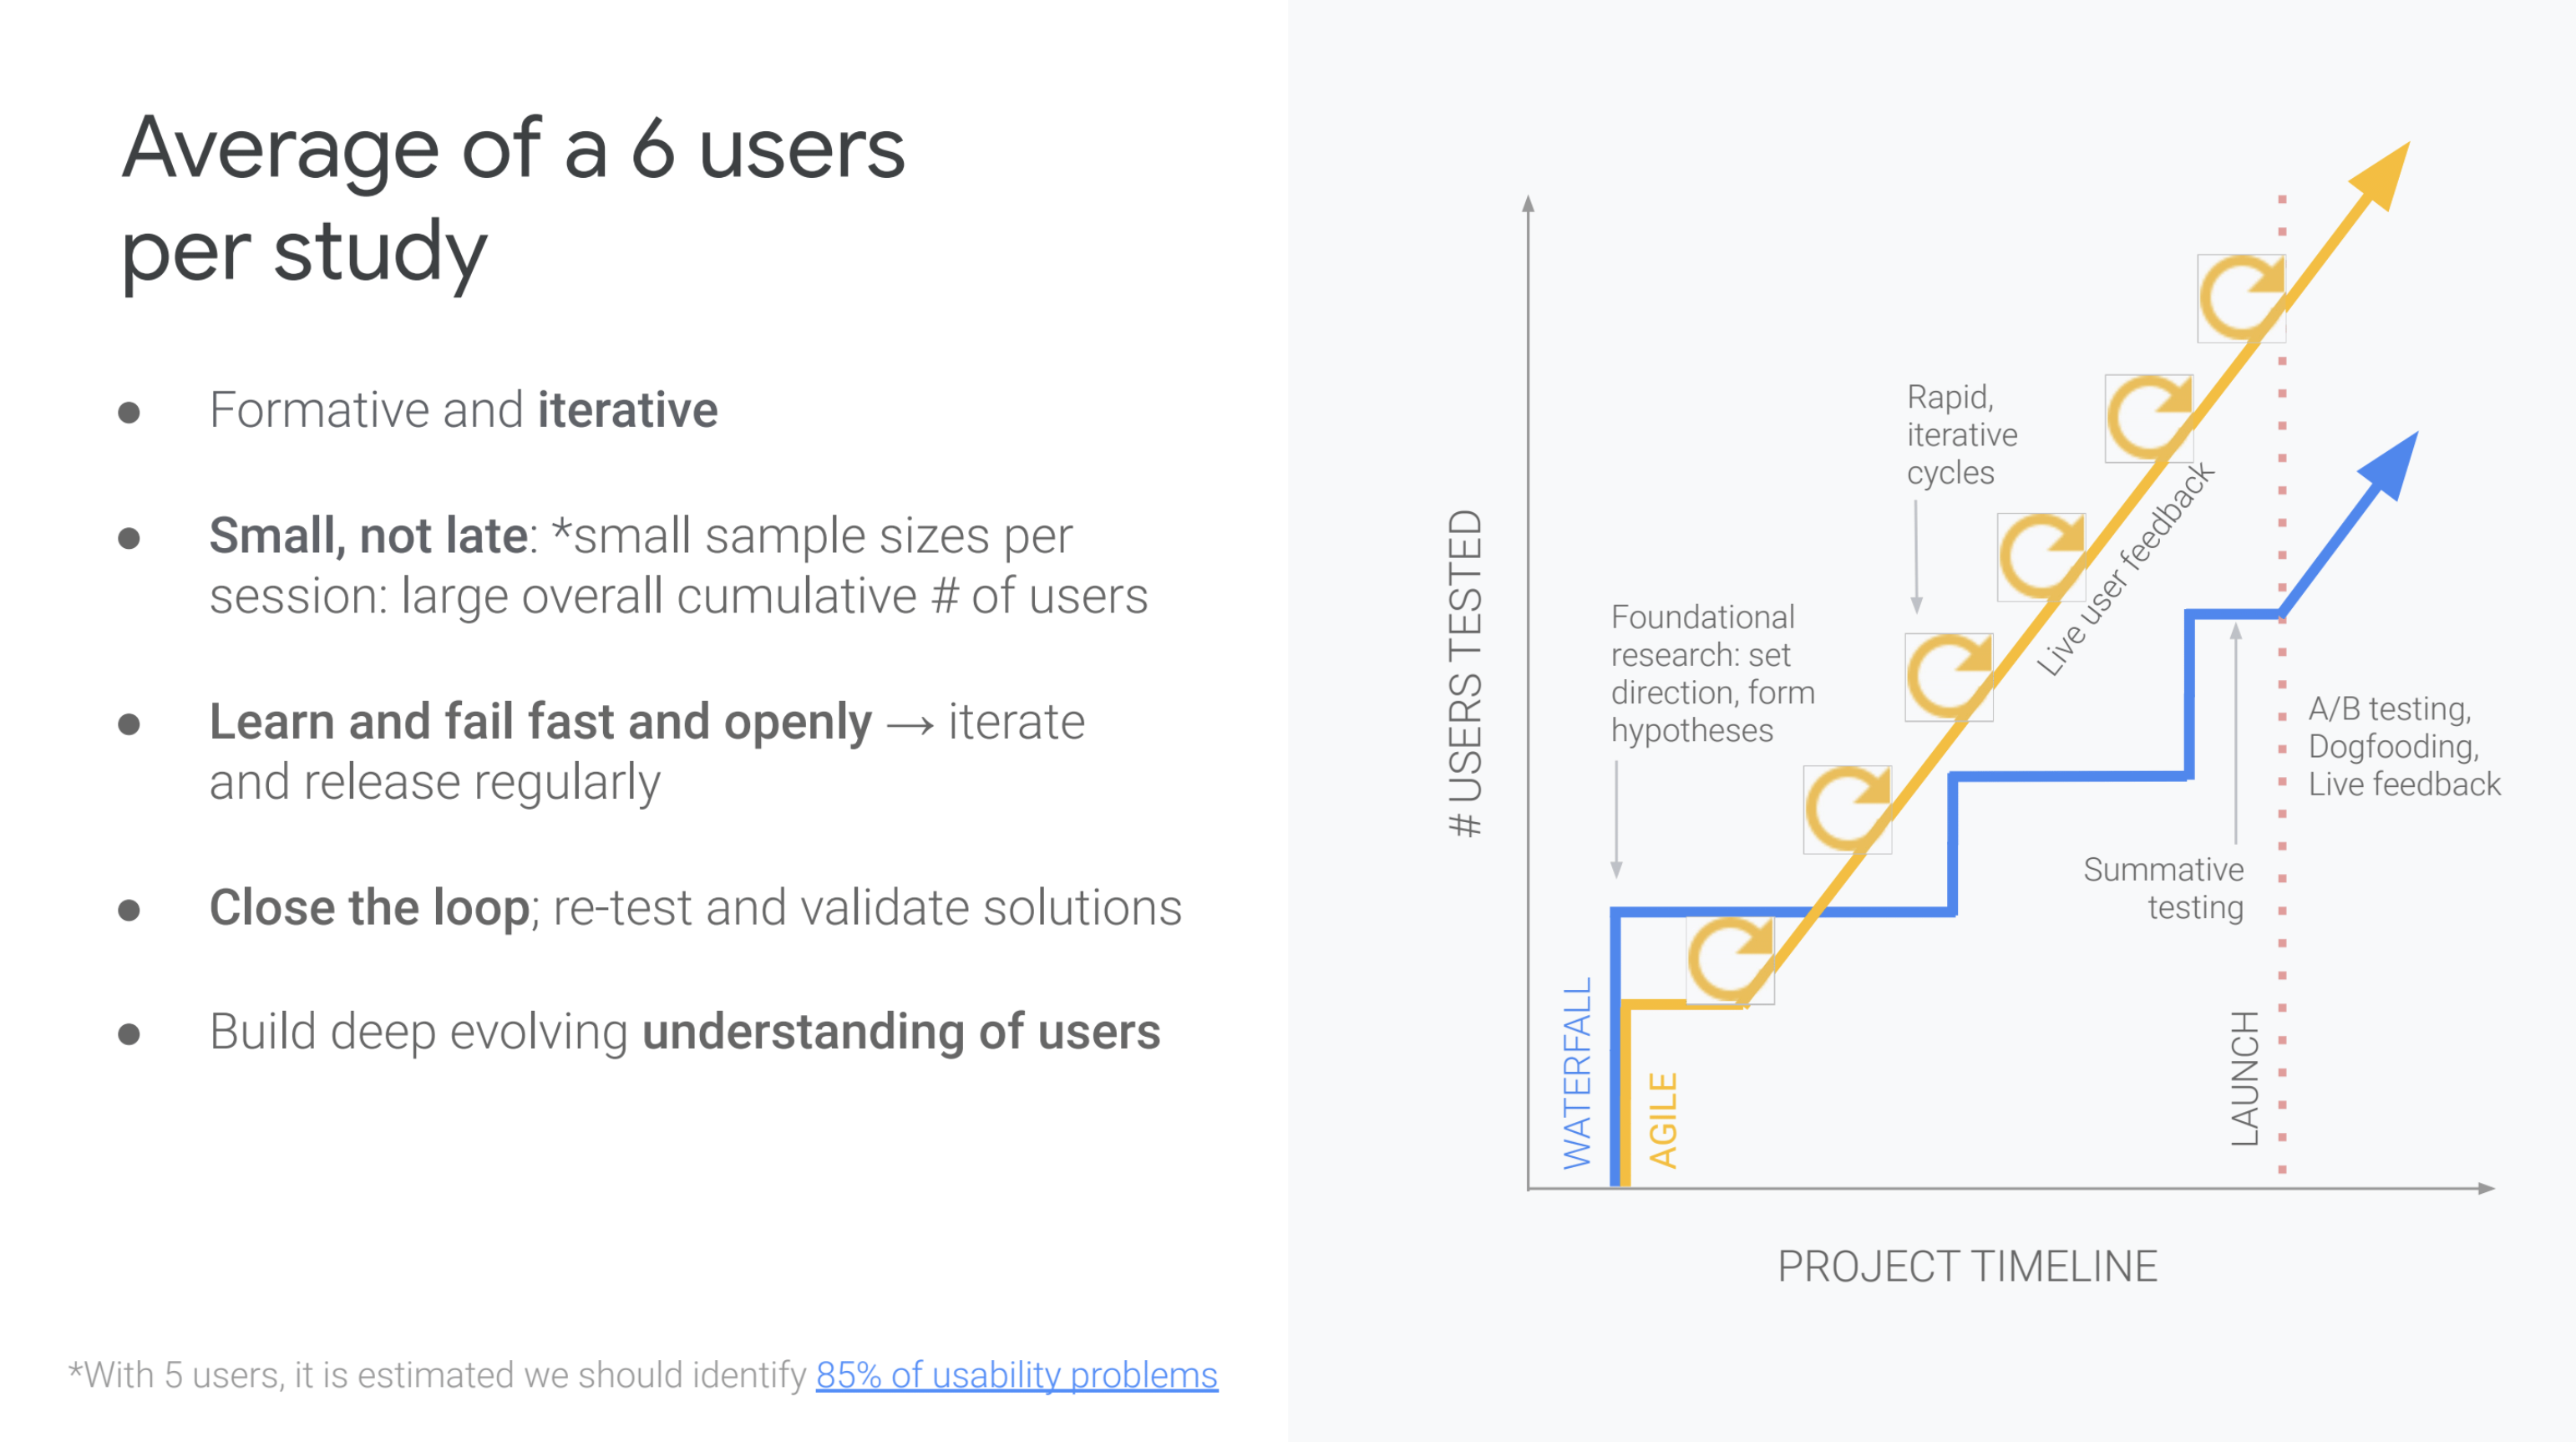 Average of a 6 users
per study
● Formative and iterative
● Small, not late: *small sample sizes per
session: large overall cumulative # of users
● Learn and fail fast and openly → iterate
and release regularly
● Close the loop; re-test and validate solutions
● Build deep evolving understanding of users
*With 5 users, it is estimated we should identify 85% of usability problems
# USERS TESTED
Foundational
research: set
direction, form
hypotheses
Rapid,
iterative
cycles
Live user feedback
WATERFALL
AGILE
Summative
testing
LAUNCH
A/B testing,
Dogfooding,
Live feedback
PROJECT TIMELINE